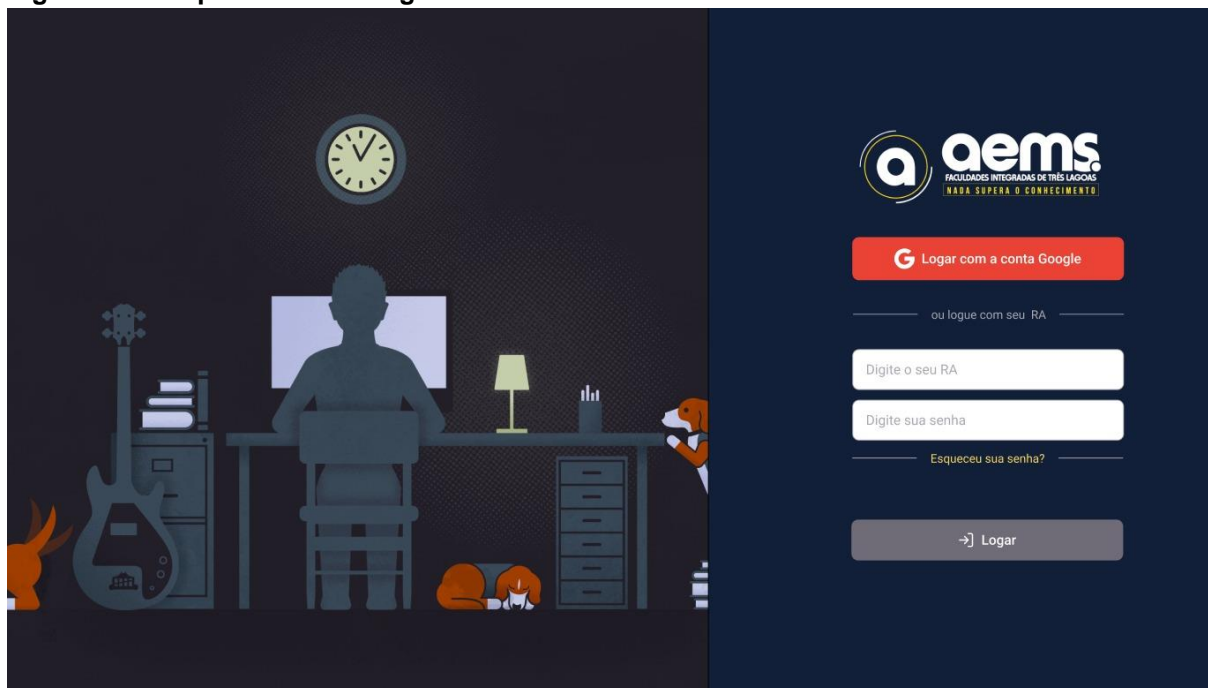 a
aems.
FACULDADES INTEGRADAS DE TRÊS LAGOAS
NADA SUPERA O CONHECIMENTO
G Logar com a conta Google
ou logue com seu RA
Digite o seu RA
Digite sua senha
Esqueceu sua senha?
Logar